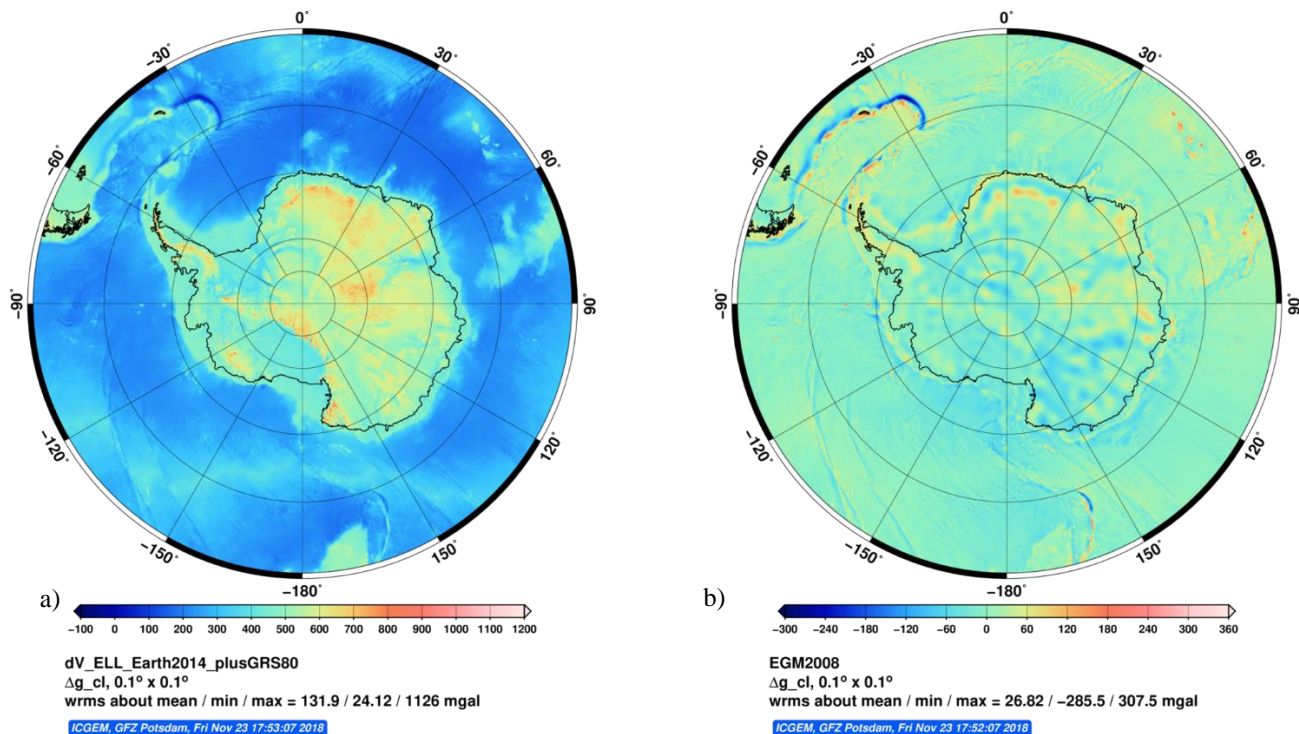 0°
30°
60°
90°
120°
150°
−180°
−150°
−120°
−90°
−60°
−30°
a)
−100 0 100 200 300 400 500 600 700 800 900 1000 1100 1200
dV_ELL_Earth2014_plusGRS80
Δg_cl, 0.1° x 0.1°
wrms about mean / min / max = 131.9 / 24.12 / 1126 mgal
ICGEM, GFZ Potsdam, Fri Nov 23 17:53:07 2018
0°
30°
60°
90
120°
150°
−180°
−150°
−120°
−90°
−60°
−30°
b)
−300 −240 −180 −120 −60 0 60 120 180 240 300 360
EGM2008
Δg_cl, 0.1° x 0.1°
wrms about mean / min / max = 26.82 / −285.5 / 307.5 mgal
ICGEM, GFZ Potsdam, Fri Nov 23 17:52:07 2018